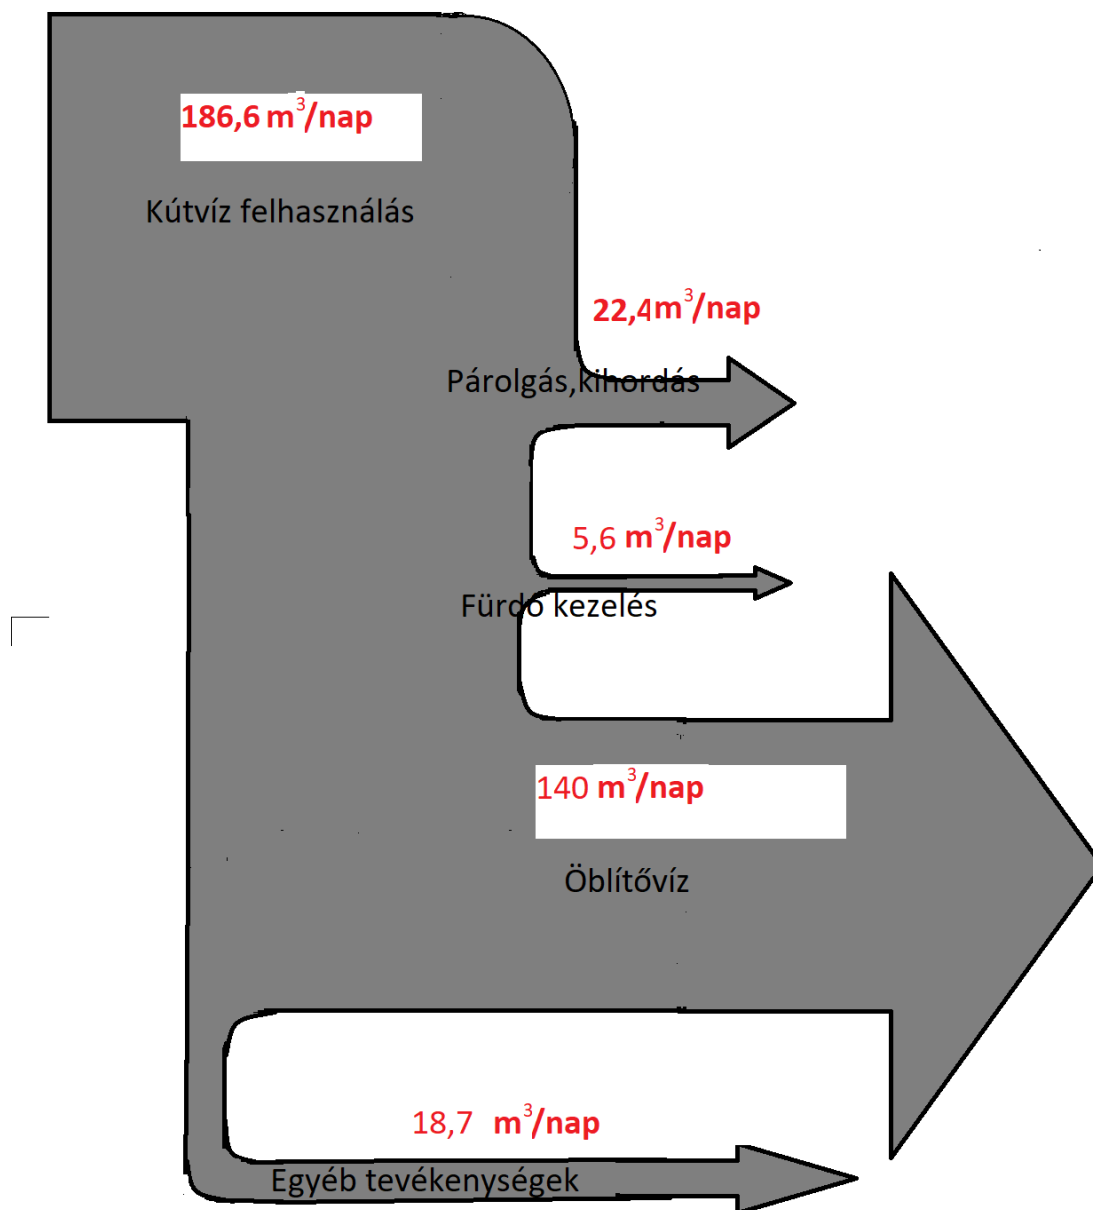 186,6 m³/nap
Kútvíz felhasználás
22,4m³/nap
Párolgás,kihordás
5,6 m³/nap
Fürdő kezelés
140 m³/nap
Öblítővíz
18,7 m³/nap
Egyéb tevékenységek